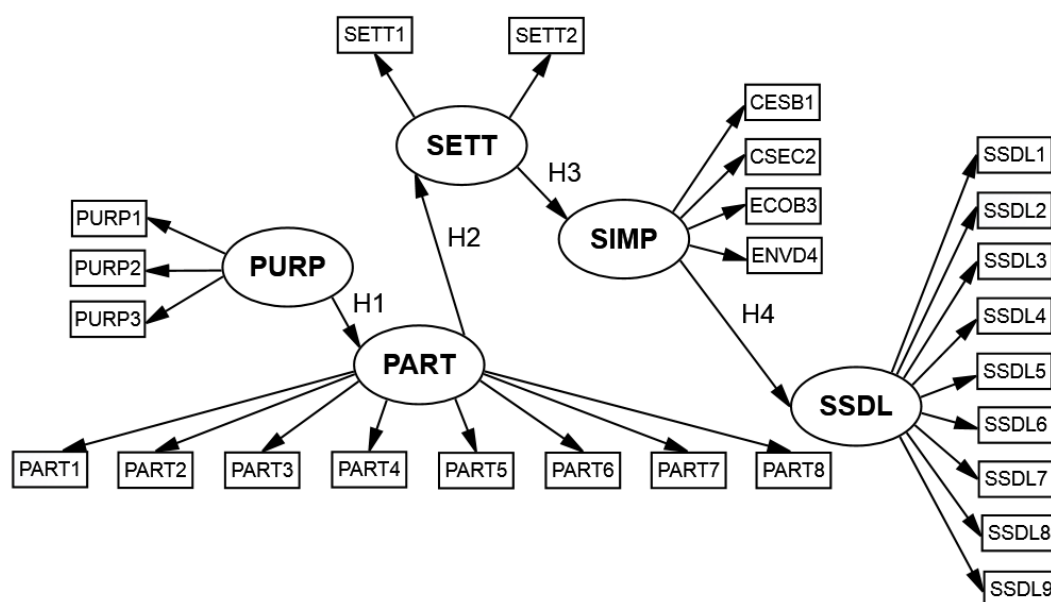 SETT1
SETT2
SETT
H3
CESB1
CSEC2
ECOB3
ENVD4
SIMP
H2
PURP1
PURP2
PURP3
PURP
H1
PART
H4
SSDL
SSDL1
SSDL2
SSDL3
SSDL4
SSDL5
SSDL6
SSDL7
SSDL8
SSDL9
PART1
PART2
PART3
PART4
PART5
PART6
PART7
PART8